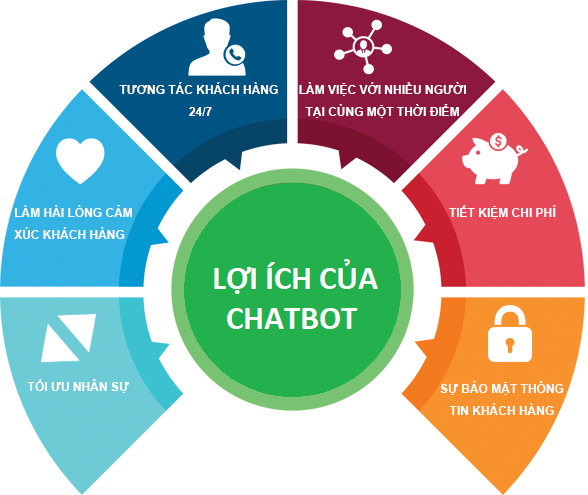 TƯƠNG TÁC KHÁCH HÀNG
24/7
LÀM VIỆC VỚI NHIỀU NGƯỜI
TẠI CÙNG MỘT THỜI ĐIỂM
LÀM HÀI LÒNG CẢM
XÚC KHÁCH HÀNG
TIẾT KIỆM CHI PHÍ
$
LỢI ÍCH CỦA
CHATBOT
TỐI ƯU NHÂN SỰ
SỰ BẢO MẬT THÔNG
TIN KHÁCH HÀNG